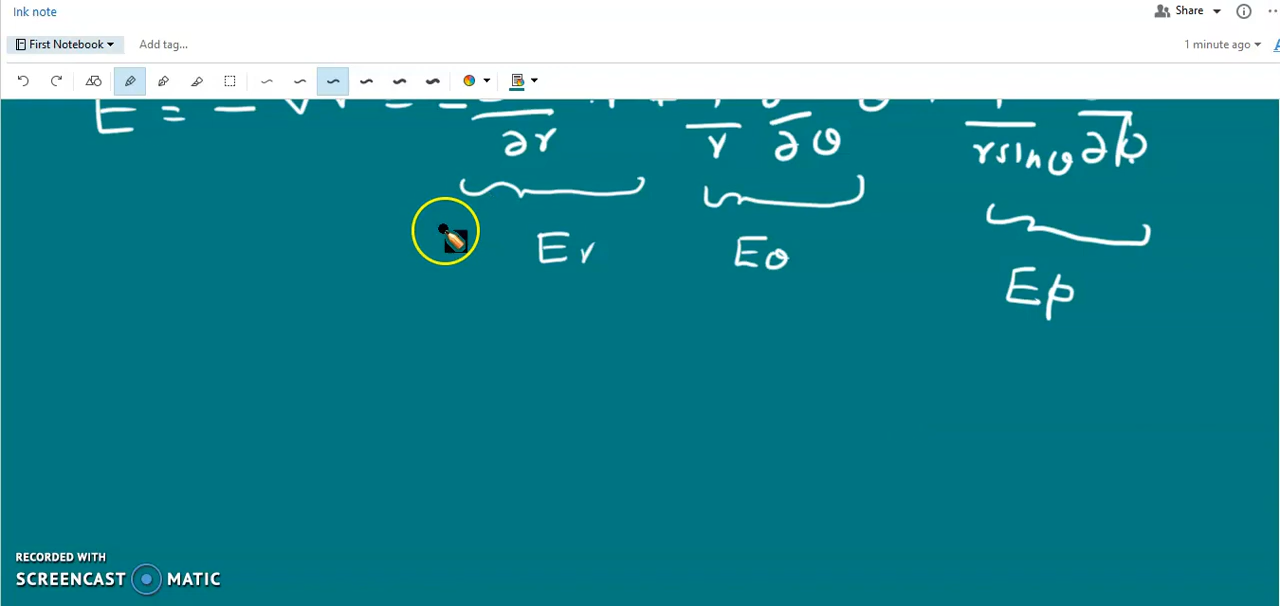 Ink note
Share
First Notebook
Add tag...
1 minute ago
E = - ∇V = -
∂r
r
∂θ
r sinθ ∂ϕ
Er Eθ Eϕ
RECORDED WITH
SCREENCAST MATIC